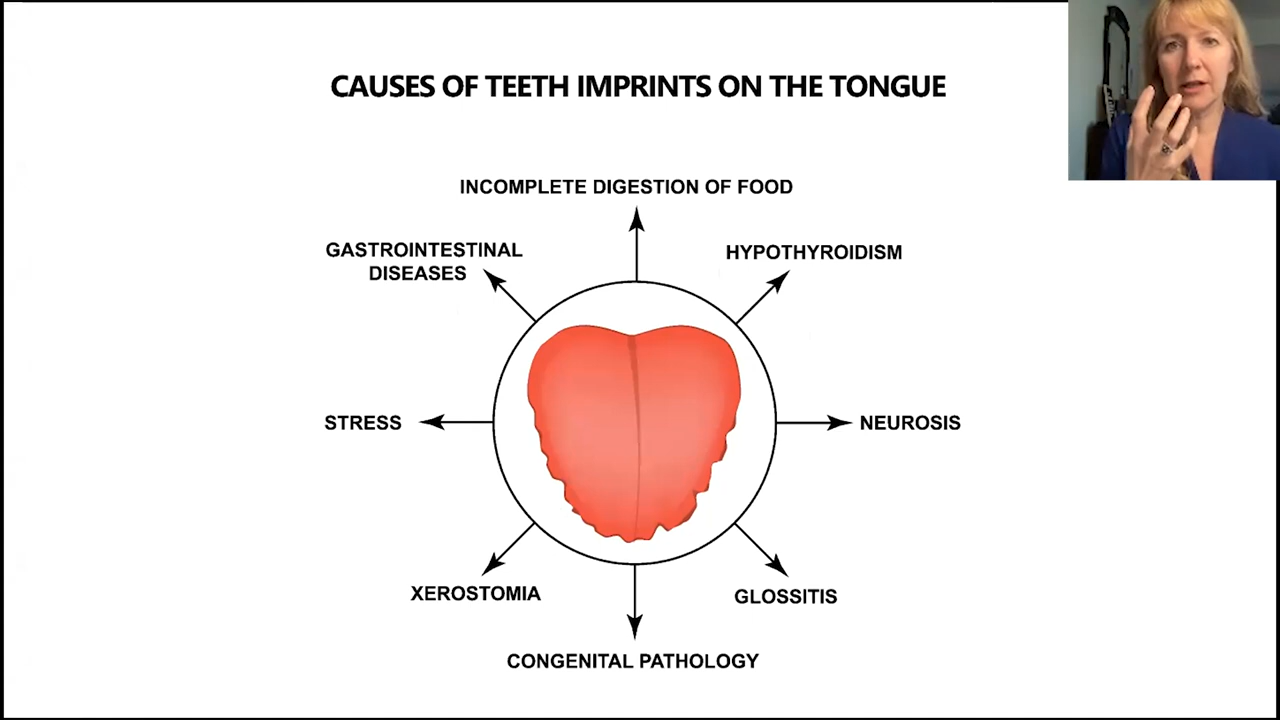 CAUSES OF TEETH IMPRINTS ON THE TONGUE
INCOMPLETE DIGESTION OF FOOD
GASTROINTESTINAL
DISEASES
HYPOTHYROIDISM
STRESS
NEUROSIS
XEROSTOMIA
GLOSSITIS
CONGENITAL PATHOLOGY